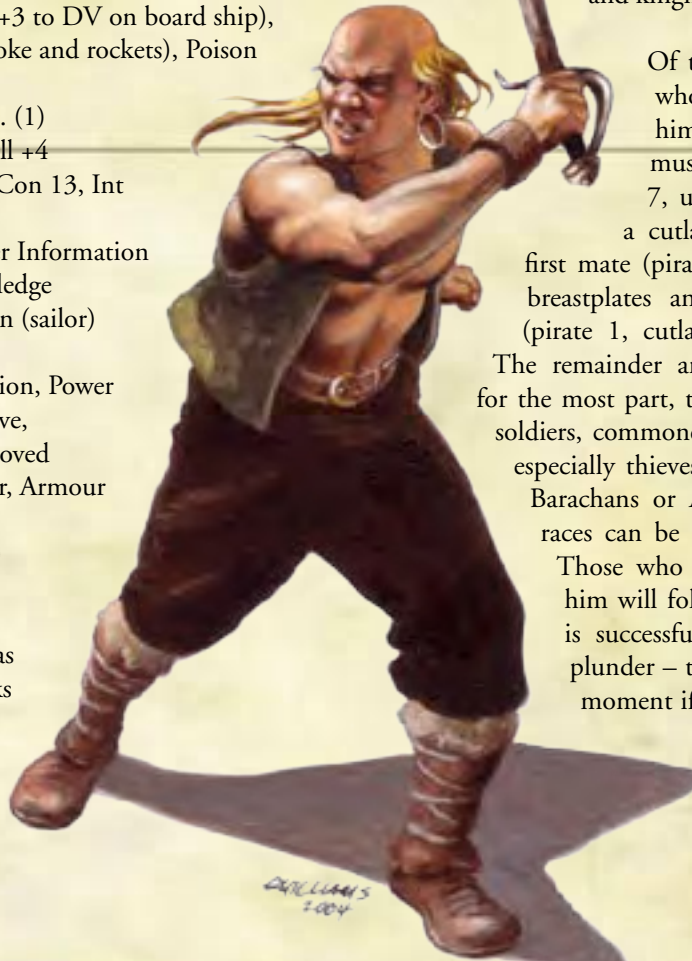 +3 to DV on board ship),
oke and rockets), Poison
. (1)
ll +4
Con 13, Int
r Information
ledge
n (sailor)
ion, Power
ve,
oved
r, Armour
as
ks
and knigh
Of t
who
him
mus
7, u
a cutla
first mate (pira
breastplates an
(pirate 1, cutla
The remainder a
for the most part, t
soldiers, commone
especially thieves
Barachans or
races can be
Those who
him will fol
is successfu
plunder – t
moment if
2004